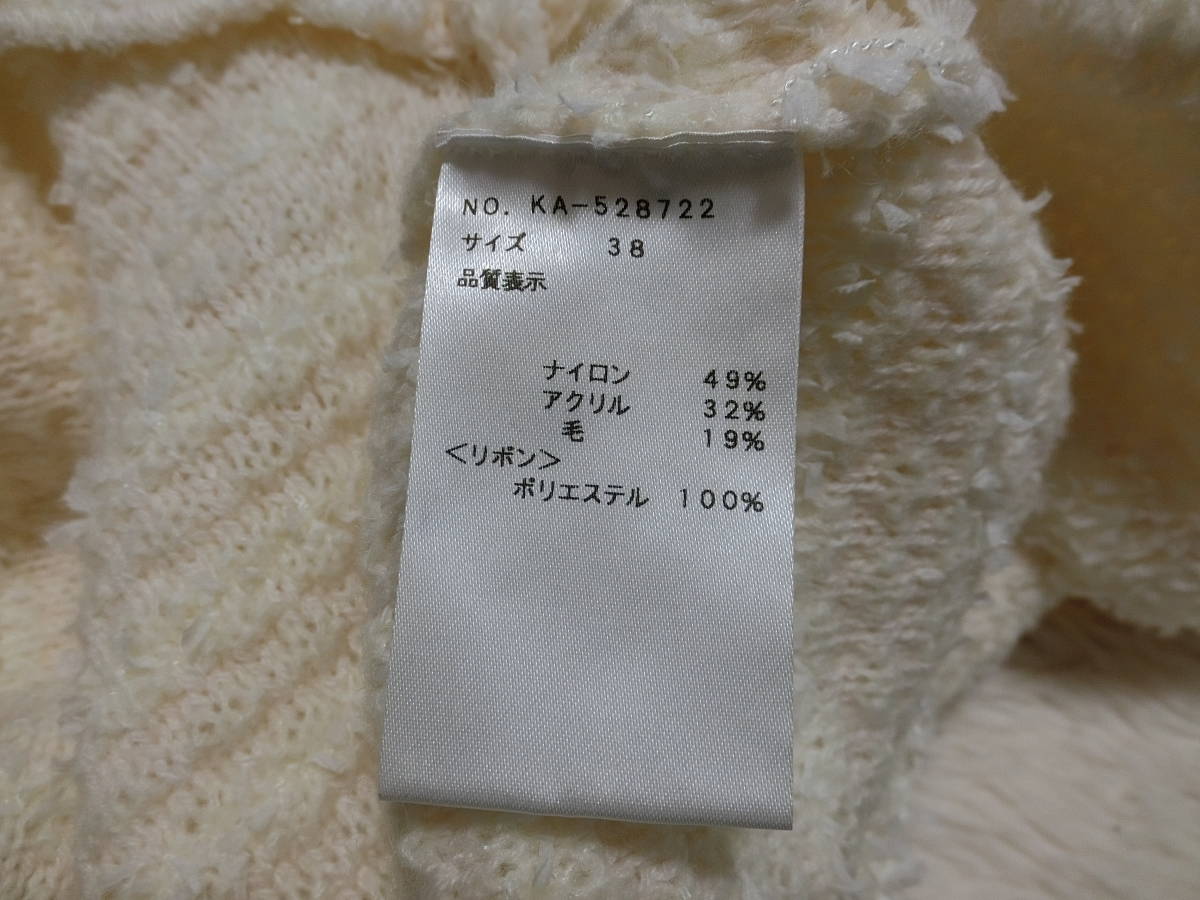 NO. KA-528722
サイズ 38
品質表示
ナイロン 49%
アクリル 32%
毛 19%
<リボン>
ポリエステル 100%